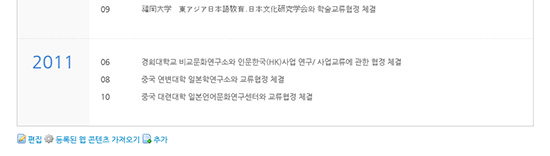 09 福岡大学 東アジア日本語教育.日本文化研究学会와 학술교류협정 체결
2011
06 경희대학교 비교문화연구소와 인문한국(HK)사업 연구/ 사업교류에 관한 협정 체결
08 중국 연변대학 일본학연구소와 교류협정 체결
10 중국 대련대학 일본언어문화연구센터와 교류협정 체결
편집 등록된 웹 콘텐츠 가져오기 추가